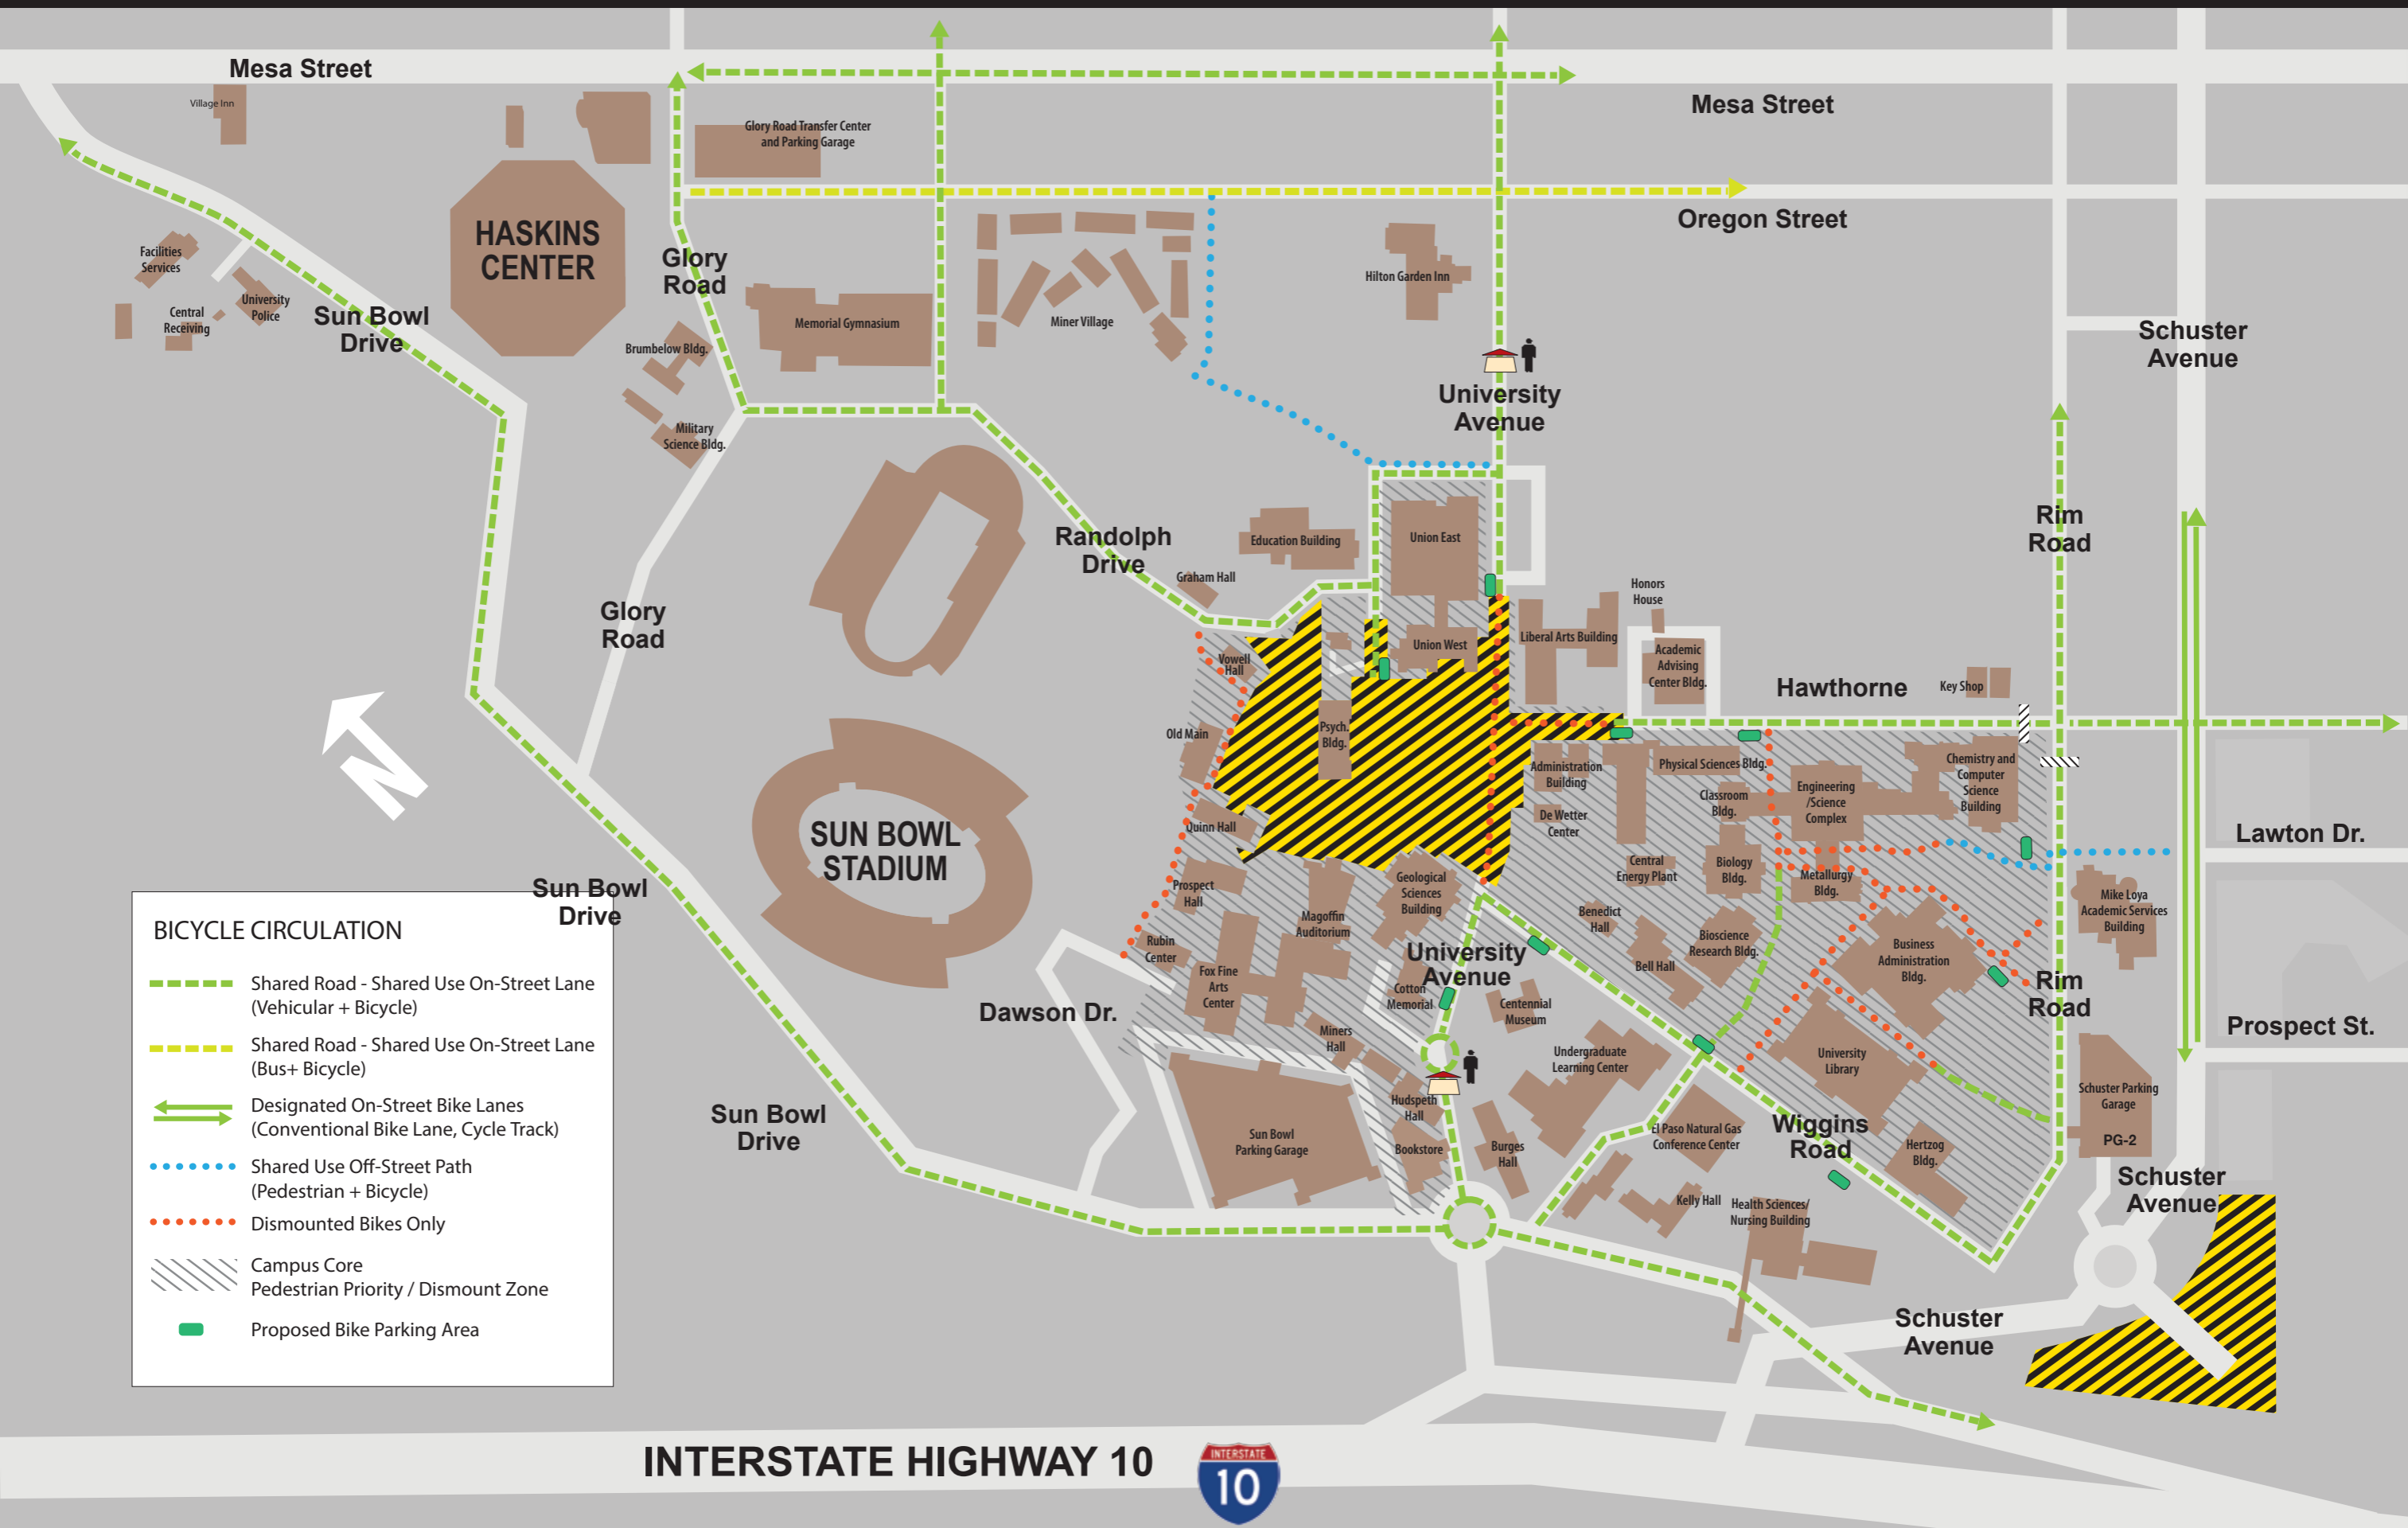 Mesa Street
Village Inn
Glory Road Transfer Center
and Parking Garage
Mesa Street
HASKINS
CENTER
Oregon Street
Facilities
Services
Glory
Road
Hilton Garden Inn
University
Police
Central
Receiving
Sun Bowl
Drive
Memorial Gymnasium
Miner Village
Brumbelow Bldg.
Schuster
Avenue
University
Avenue
Military
Science Bldg.
Randolph
Drive
Education Building
Union East
Rim
Road
Graham Hall
Honors
House
Glory
Road
Liberal Arts Building
Union West
Vowell
Hall
Academic
Advising
Center Bldg.
Hawthorne
Key Shop
Old Main
Psych.
Bldg.
N
Administration
Building
Physical Sciences Bldg.
Chemistry and
Computer
Science
Building
Engineering
/Science
Complex
Classroom
Bldg.
De Wetter
Center
Quinn Hall
SUN BOWL
STADIUM
Lawton Dr.
Central
Energy Plant
Biology
Bldg.
Metallurgy
Bldg.
Geological
Sciences
Building
Prospect
Hall
Sun Bowl
Drive
Mike Loya
Academic Services
Building
Magoffin
Auditorium
Benedict
Hall
Bioscience
Research Bldg.
Business
Administration
Bldg.
Rubin
Center
University
Avenue
Bell Hall
Fox Fine
Arts
Center
Cotton
Memorial
Centennial
Museum
Rim
Road
Dawson Dr.
Prospect St.
Miners
Hall
Undergraduate
Learning Center
University
Library
Schuster Parking
Garage
PG-2
Hudspeth
Hall
Sun Bowl
Drive
Sun Bowl
Parking Garage
Bookstore
Burges
Hall
El Paso Natural Gas
Conference Center
Wiggins
Road
Hertzog
Bldg.
Schuster
Avenue
Kelly Hall
Health Sciences/
Nursing Building
Schuster
Avenue
BICYCLE CIRCULATION
Shared Road - Shared Use On-Street Lane
(Vehicular + Bicycle)
Shared Road - Shared Use On-Street Lane
(Bus+ Bicycle)
Designated On-Street Bike Lanes
(Conventional Bike Lane, Cycle Track)
Shared Use Off-Street Path
(Pedestrian + Bicycle)
Dismounted Bikes Only
Campus Core
Pedestrian Priority / Dismount Zone
Proposed Bike Parking Area
INTERSTATE HIGHWAY 10
INTERSTATE
10